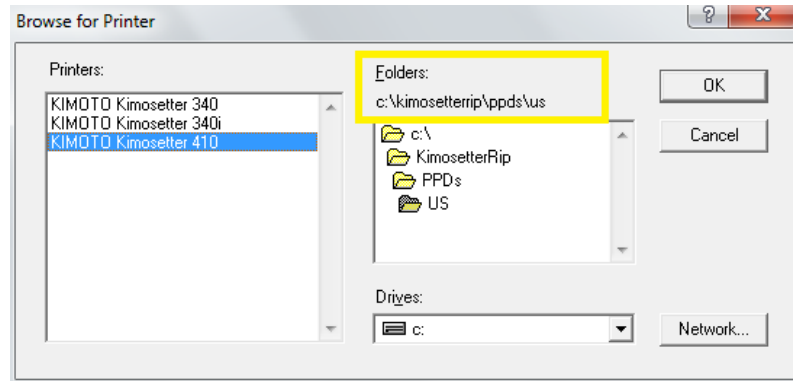 Browse for Printer
Printers:
KIMOTO Kimosetter 340
KIMOTO Kimosetter 340i
KIMOTO Kimosetter 410
Folders:
c:\kimosetterrip\ppds\us
c:\
KimosetterRip
PPDs
US
Drives:
c:
OK
Cancel
Network...